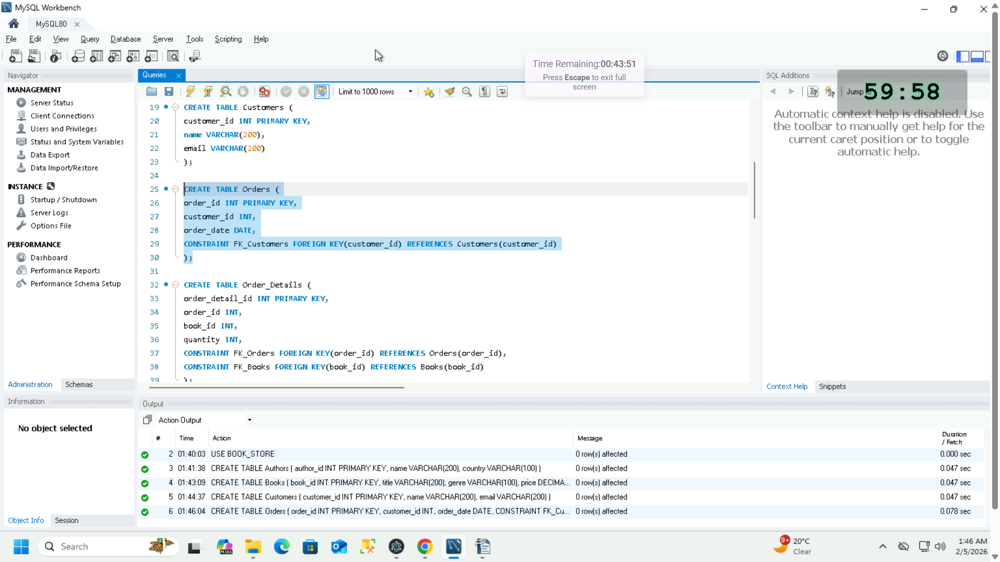 MySQL Workbench
MySQL80
File Edit View Query Database Server Tools Scripting Help
Time Remaining:00:43:51
Press Escape to exit full
screen
Navigator
MANAGEMENT
Server Status
Client Connections
Users and Privileges
Status and System Variables
Data Export
Data Import/Restore
INSTANCE
Startup / Shutdown
Server Logs
Options File
PERFORMANCE
Dashboard
Performance Reports
Performance Schema Setup
Administration Schemas
Information
No object selected
Object Info Session
Queries
Limit to 1000 rows
19 CREATE TABLE Customers (
20 customer_id INT PRIMARY KEY,
21 name VARCHAR(200),
22 email VARCHAR(200)
23 );
24
25 CREATE TABLE Orders (
26 order_id INT PRIMARY KEY,
27 customer_id INT,
28 order_date DATE,
29 CONSTRAINT FK_Customers FOREIGN KEY(customer_id) REFERENCES Customers(customer_id)
30 );
31
32 CREATE TABLE Order_Details (
33 order_detail_id INT PRIMARY KEY,
34 order_id INT,
35 book_id INT,
36 quantity INT,
37 CONSTRAINT FK_Orders FOREIGN KEY(order_id) REFERENCES Orders(order_id),
38 CONSTRAINT FK_Books FOREIGN KEY(book_id) REFERENCES Books(book_id)
39 );
SQL Additions
Jump
59:58
Automatic context help is disabled. Use
the toolbar to manually get help for the
current caret position or to toggle
automatic help.
Context Help Snippets
Output
Action Output
# Time Action Message Duration / Fetch
2 01:40:03 USE BOOK_STORE 0 row(s) affected 0.000 sec
3 01:41:38 CREATE TABLE Authors ( author_id INT PRIMARY KEY, name VARCHAR(200), country VARCHAR(100) ) 0 row(s) affected 0.047 sec
4 01:43:09 CREATE TABLE Books ( book_id INT PRIMARY KEY, title VARCHAR(200), genre VARCHAR(100), price DECIMA... 0 row(s) affected 0.047 sec
5 01:44:37 CREATE TABLE Customers ( customer_id INT PRIMARY KEY, name VARCHAR(200), email VARCHAR(200) ) 0 row(s) affected 0.047 sec
6 01:46:04 CREATE TABLE Orders ( order_id INT PRIMARY KEY, customer_id INT, order_date DATE, CONSTRAINT FK_Cu... 0 row(s) affected 0.078 sec
Search
M365
9+
20°C
Clear
1:46 AM
2/5/2026